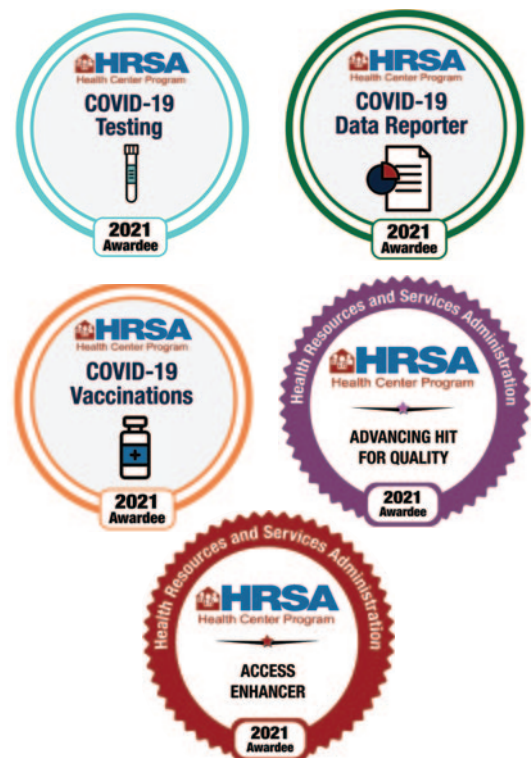 HRSA
Health Center Program
COVID-19
Testing
2021
Awardee
HRSA
Health Center Program
COVID-19
Data Reporter
2021
Awardee
HRSA
Health Center Program
COVID-19
Vaccinations
2021
Awardee
Health Resources and Services Administration
HRSA
Health Center Program
ADVANCING HIT
FOR QUALITY
2021
Awardee
Health Resources and Services Administration
HRSA
Health Center Program
ACCESS
ENHANCER
2021
Awardee